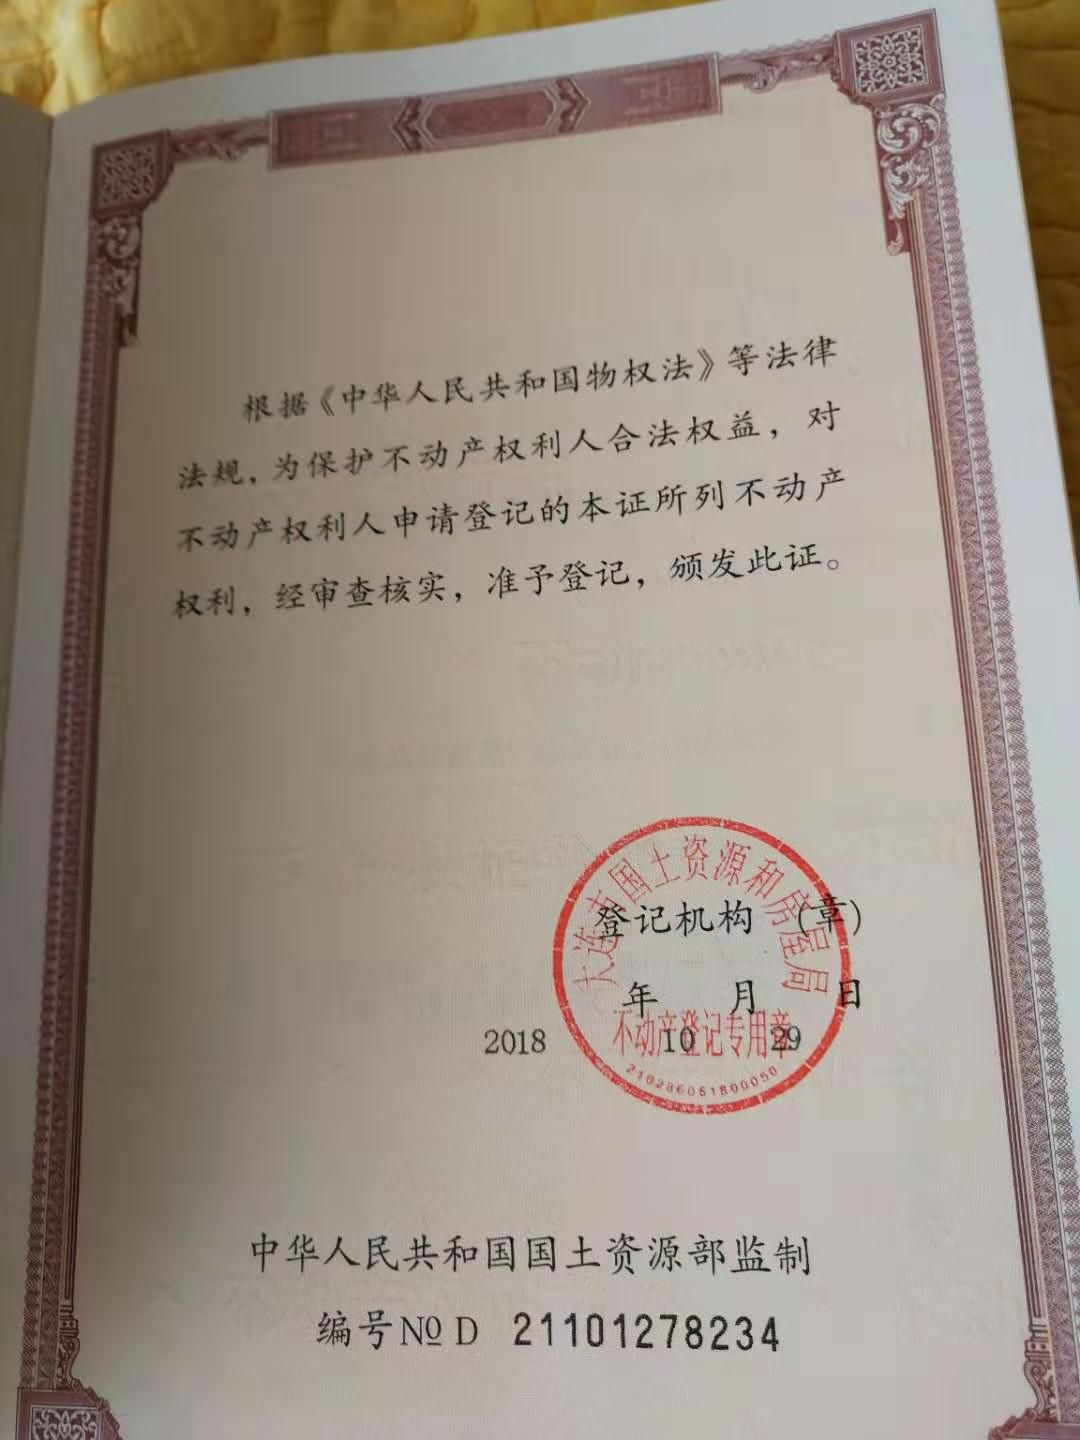 根据《中华人民共和国物权法》等法律
法规，为保护不动产权利人合法权益，对
不动产权利人申请登记的本证所列不动产
权利，经审查核实，准予登记，颁发此证。
大连市国土资源和房屋局
登记机构 （章）
年 月 日
2018 10 29
不动产登记专用章
210286051800050
中华人民共和国国土资源部监制
编号 № D 21101278234